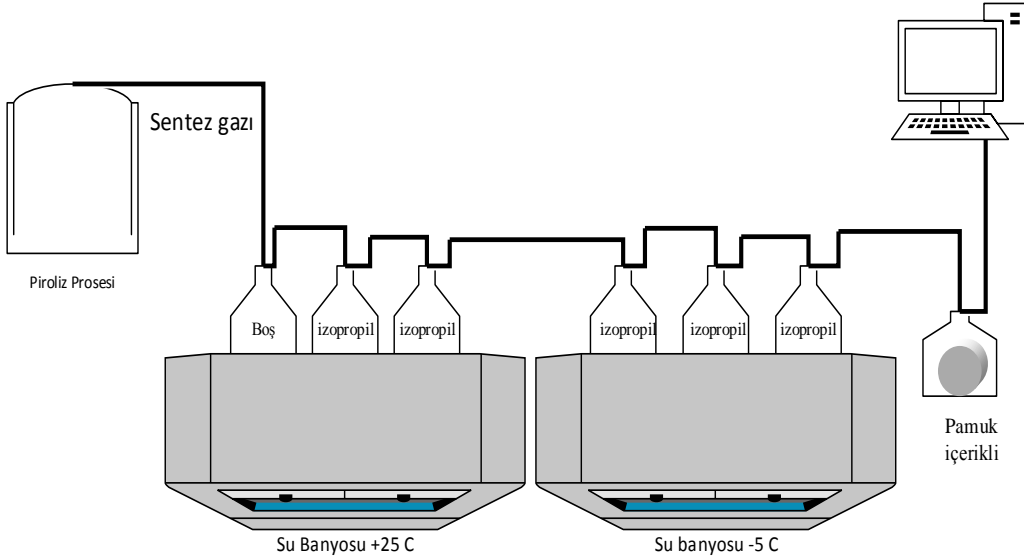 Sentez gazı
Piroliz Prosesi
Boş
izopropil
izopropil
izopropil
izopropil
izopropil
Pamuk
içerikli
Su Banyosu +25 C
Su banyosu -5 C